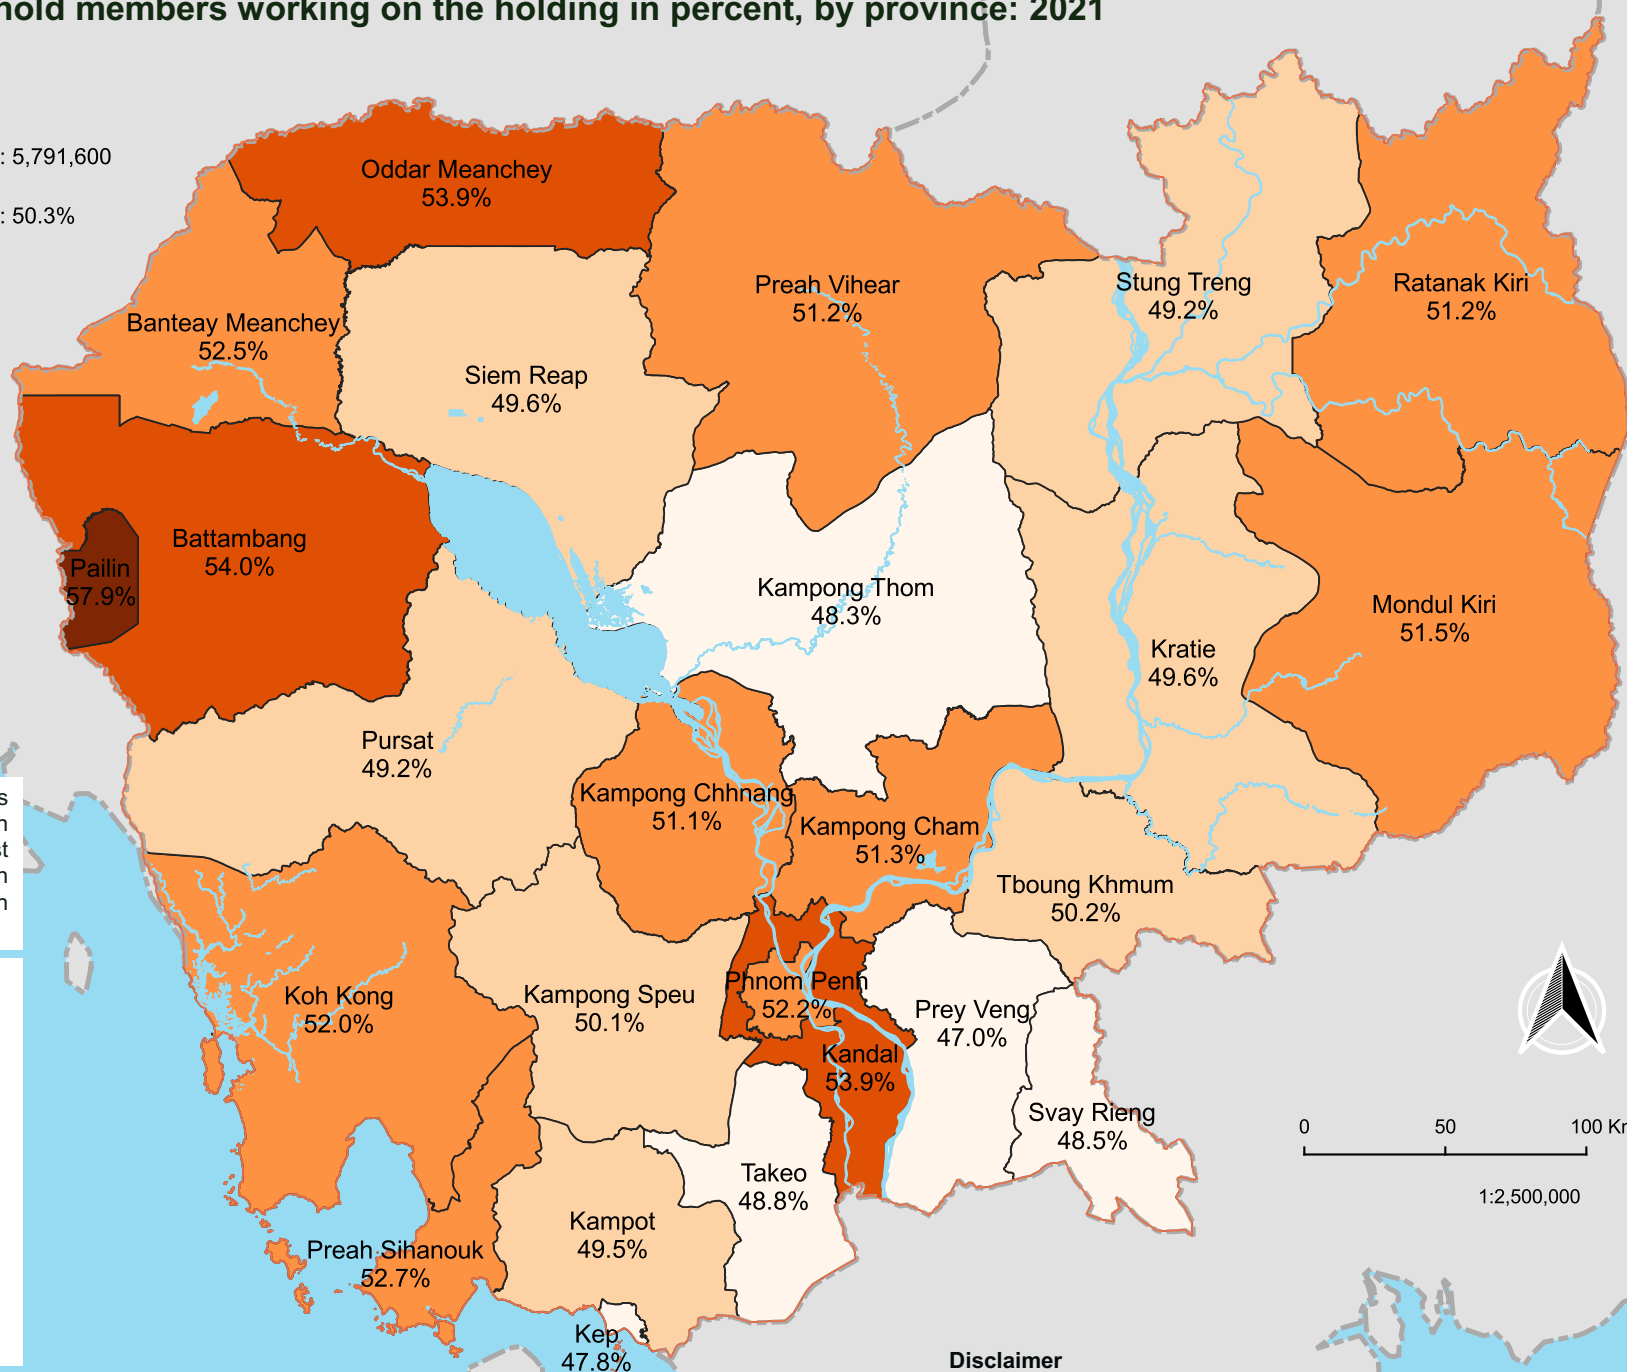 hold members working on the holding in percent, by province: 2021
: 5,791,600
: 50.3%
Oddar Meanchey
53.9%
Preah Vihear
51.2%
Stung Treng
49.2%
Ratanak Kiri
51.2%
Banteay Meanchey
52.5%
Siem Reap
49.6%
Battambang
54.0%
Pailin
57.9%
Kampong Thom
48.3%
Mondul Kiri
51.5%
Kratie
49.6%
Pursat
49.2%
Kampong Chhnang
51.1%
Kampong Cham
51.3%
Tboung Khmum
50.2%
s
n
st
n
n
Koh Kong
52.0%
Kampong Speu
50.1%
Phnom Penh
52.2%
Prey Veng
47.0%
Kandal
53.9%
Svay Rieng
48.5%
0 50 100 Km
1:2,500,000
Takeo
48.8%
Kampot
49.5%
Preah Sihanouk
52.7%
Kep
47.8%
Disclaimer